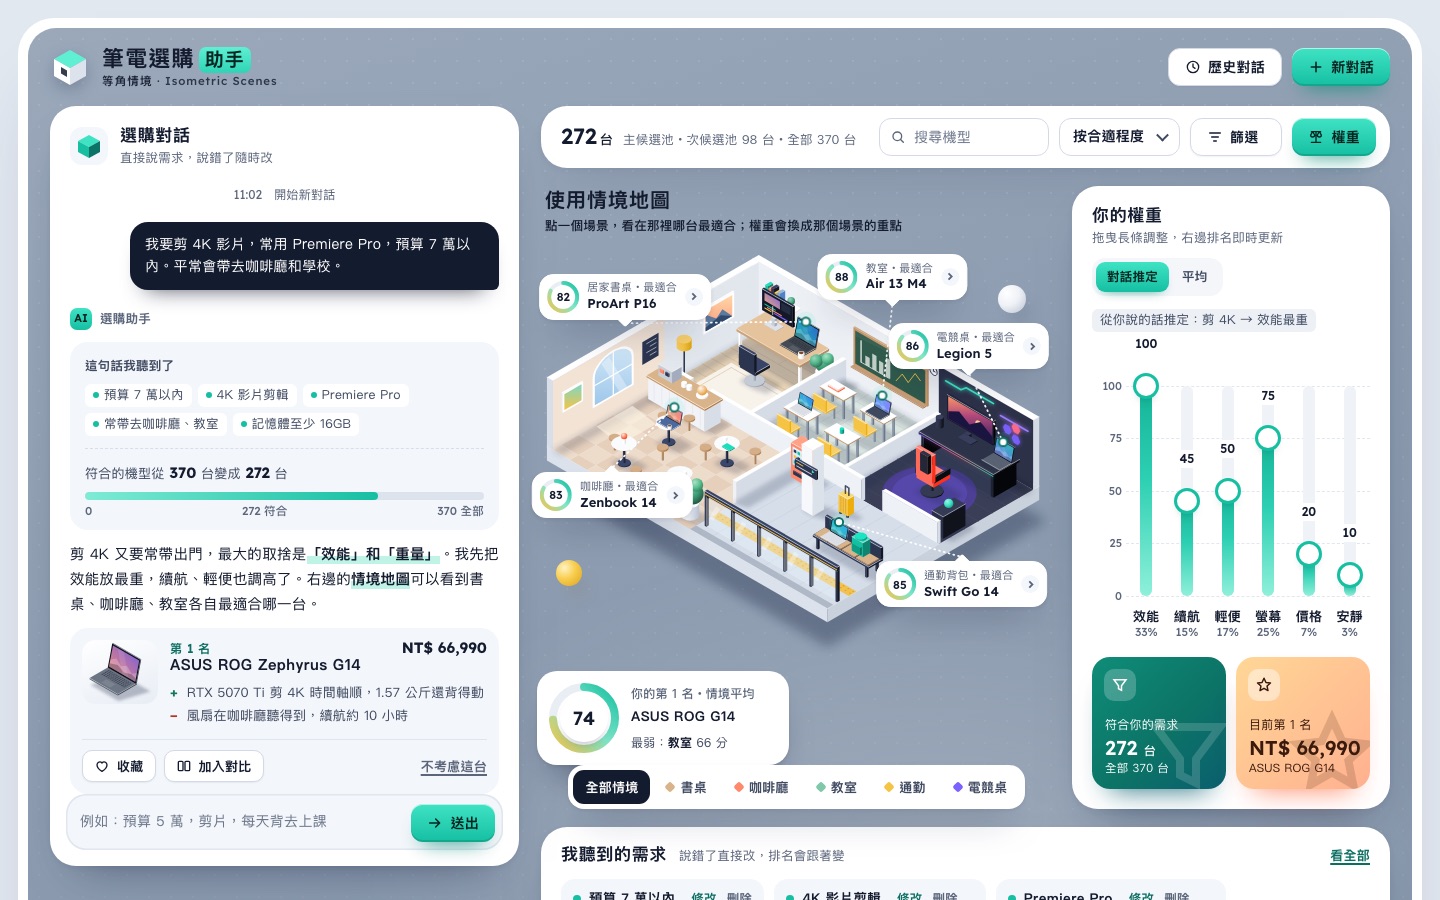 筆電選購 助手
等角情境 · Isometric Scenes
歷史對話
新對話
選購對話
直接說需求，說錯了隨時改
11:02 開始新對話
我要剪 4K 影片，常用 Premiere Pro，預算 7 萬以
內。平常會帶去咖啡廳和學校。
AI 選購助手
這句話我聽到了
預算 7 萬以內
4K 影片剪輯
Premiere Pro
常帶去咖啡廳、教室
記憶體至少 16GB
符合的機型從 370 台變成 272 台
0
272 符合
370 全部
剪 4K 又要常帶出門，最大的取捨是「效能」和「重量」。我先把
效能放最重，續航、輕便也調高了。右邊的情境地圖可以看到書
桌、咖啡廳、教室各自最適合哪一台。
第 1 名
NT$ 66,990
ASUS ROG Zephyrus G14
+ RTX 5070 Ti 剪 4K 時間軸順，1.57 公斤還背得動
− 風扇在咖啡廳聽得到，續航約 10 小時
收藏
加入對比
不考慮這台
例如：預算 5 萬，剪片，每天背去上課
送出
272 台 主候選池・次候選池 98 台・全部 370 台
搜尋機型
按合適程度
篩選
權重
使用情境地圖
點一個場景，看在那裡哪台最適合；權重會換成那個場景的重點
82
居家書桌・最適合
ProArt P16
88
教室・最適合
Air 13 M4
86
電競桌・最適合
Legion 5
83
咖啡廳・最適合
Zenbook 14
85
通勤背包・最適合
Swift Go 14
74
你的第 1 名・情境平均
ASUS ROG G14
最弱：教室 66 分
全部情境
書桌
咖啡廳
教室
通勤
電競桌
你的權重
拖曳長條調整，右邊排名即時更新
對話推定
平均
從你說的話推定：剪 4K → 效能最重
100
100
75
50
25
0
45
50
75
20
10
效能
33%
續航
15%
輕便
17%
螢幕
25%
價格
7%
安靜
3%
符合你的需求
272 台
全部 370 台
目前第 1 名
NT$ 66,990
ASUS ROG G14
我聽到的需求 說錯了直接改，排名會跟著變
看全部
預算 7 萬以內 修改 刪除
4K 影片剪輯 修改 刪除
Premiere Pro 修改 刪除